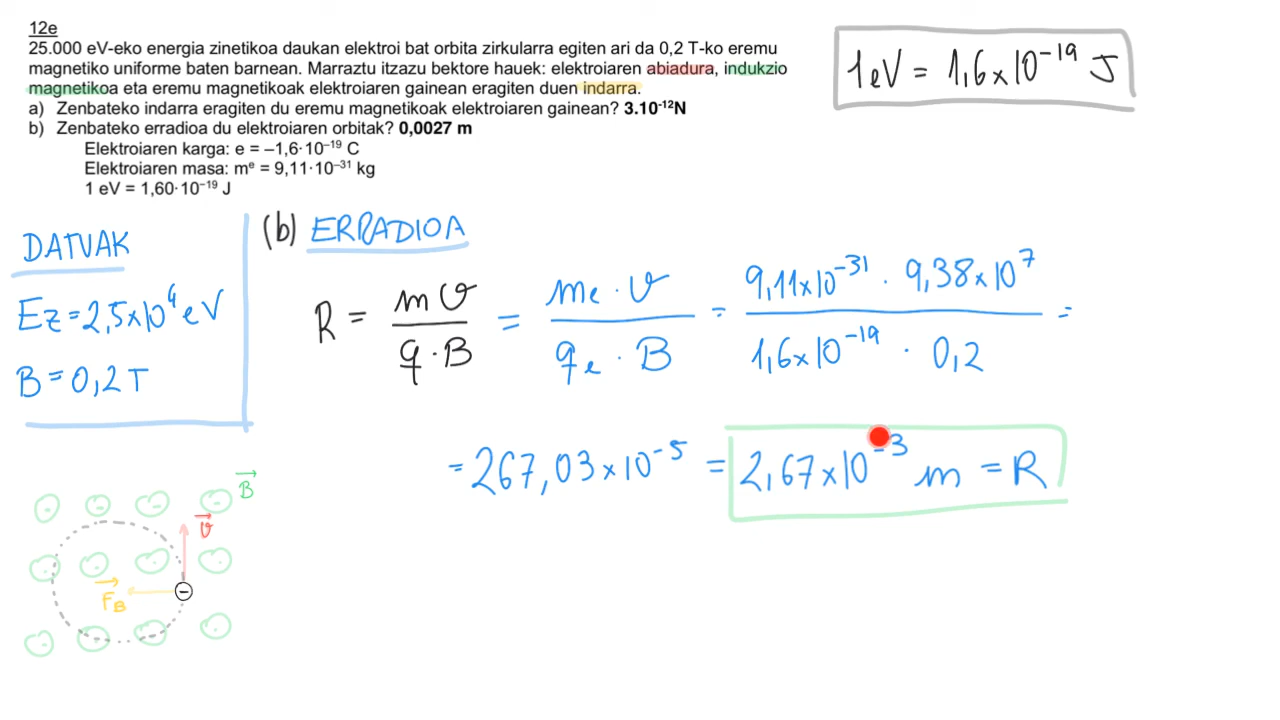 12e
25.000 eV-eko energia zinetikoa daukan elektroi bat orbita zirkularra egiten ari da 0,2 T-ko eremu
magnetiko uniforme baten barnean. Marraztu itzazu bektore hauek: elektroiaren abiadura, indukzio
magnetikoa eta eremu magnetikoak elektroiaren gainean eragiten duen indarra.
a) Zenbateko indarra eragiten du eremu magnetikoak elektroiaren gainean? 3.10⁻¹²N
b) Zenbateko erradioa du elektroiaren orbitak? 0,0027 m
Elektroiaren karga: e = –1,6·10⁻¹⁹ C
Elektroiaren masa: mᵉ = 9,11·10⁻³¹ kg
1 eV = 1,60·10⁻¹⁹ J
1 eV = 1,6×10⁻¹⁹ J
DATUAK
Ez = 2,5×10⁴ eV
B = 0,2 T
(b) ERRADIOA
R = mv / q·B = me·v / qe·B = 9,11×10⁻³¹ · 9,38×10⁷ / 1,6×10⁻¹⁹ · 0,2 =
= 267,03×10⁻⁵ = 2,67×10⁻³ m = R
B⃗
v⃗
F⃗B